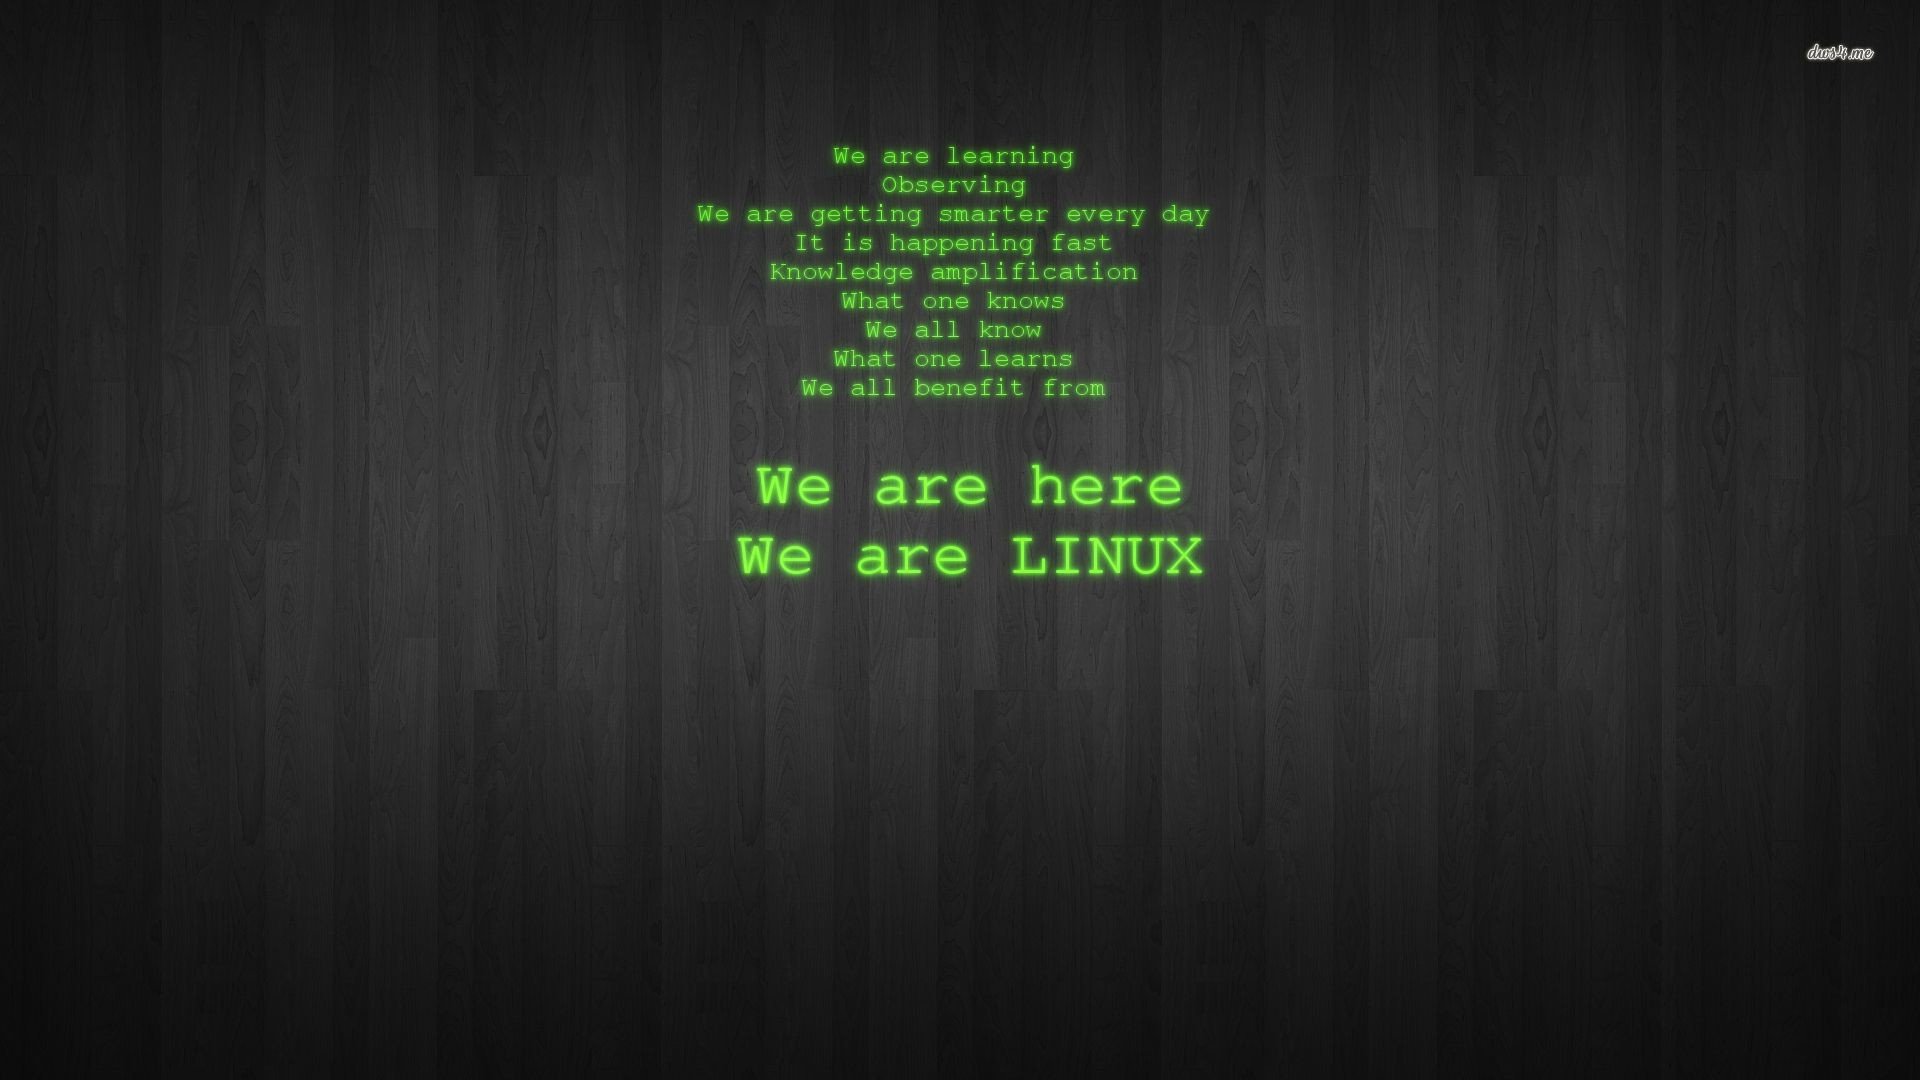 dws4.me
We are learning
Observing
We are getting smarter every day
It is happening fast
Knowledge amplification
What one knows
We all know
What one learns
We all benefit from
We are here
We are LINUX